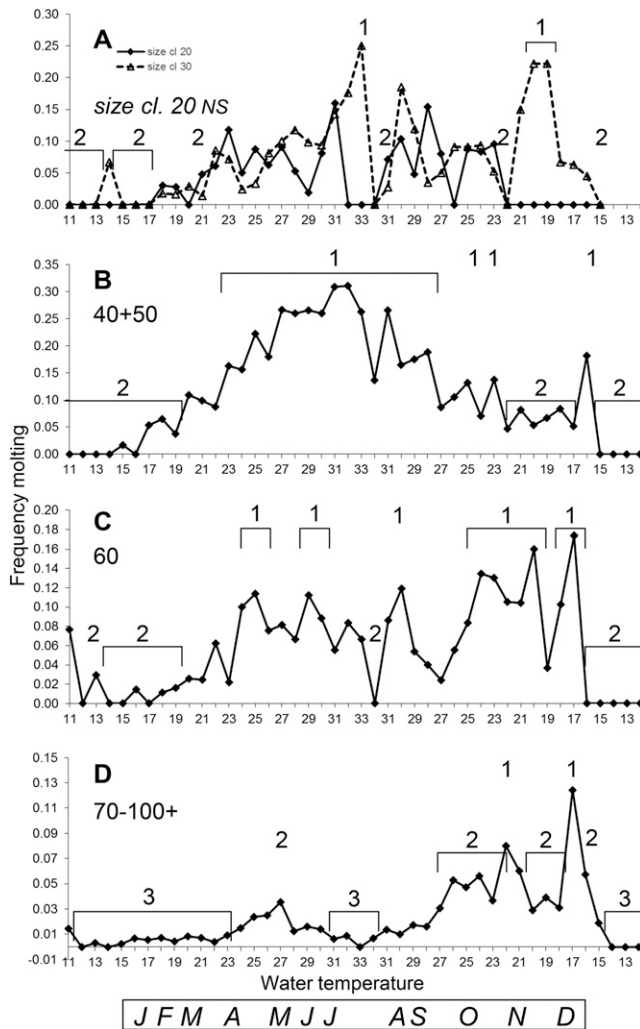 0.30
1 1
A
size cl 20
0.25
size cl 30
0.20
size cl. 20 NS
0.15
2 2 2 2 2 2
0.10
0.05
0.00
11 13 15 17 19 21 23 25 27 29 31 33 31 29 27 25 23 21 19 17 15 13
0.35
B
1 1 1 1
0.30
40+50
0.25
0.20
0.15
2 2 2
0.10
0.05
0.00
11 13 15 17 19 21 23 25 27 29 31 33 31 29 27 25 23 21 19 17 15 13
Frequency molting
0.20
C
1 1 1 1 1
0.18
0.16
60
0.14
0.12
0.10
0.08
2 2 2 2
0.06
0.04
0.02
0.00
11 13 15 17 19 21 23 25 27 29 31 33 31 29 27 25 23 21 19 17 15 13
0.15
D
1 1
0.13
70-100+
0.11
0.09
2 2 2 2
0.07
0.05
3 3 3
0.03
0.01
-0.01
11 13 15 17 19 21 23 25 27 29 31 33 31 29 27 25 23 21 19 17 15 13
Water temperature
J F M A M J J A S O N D